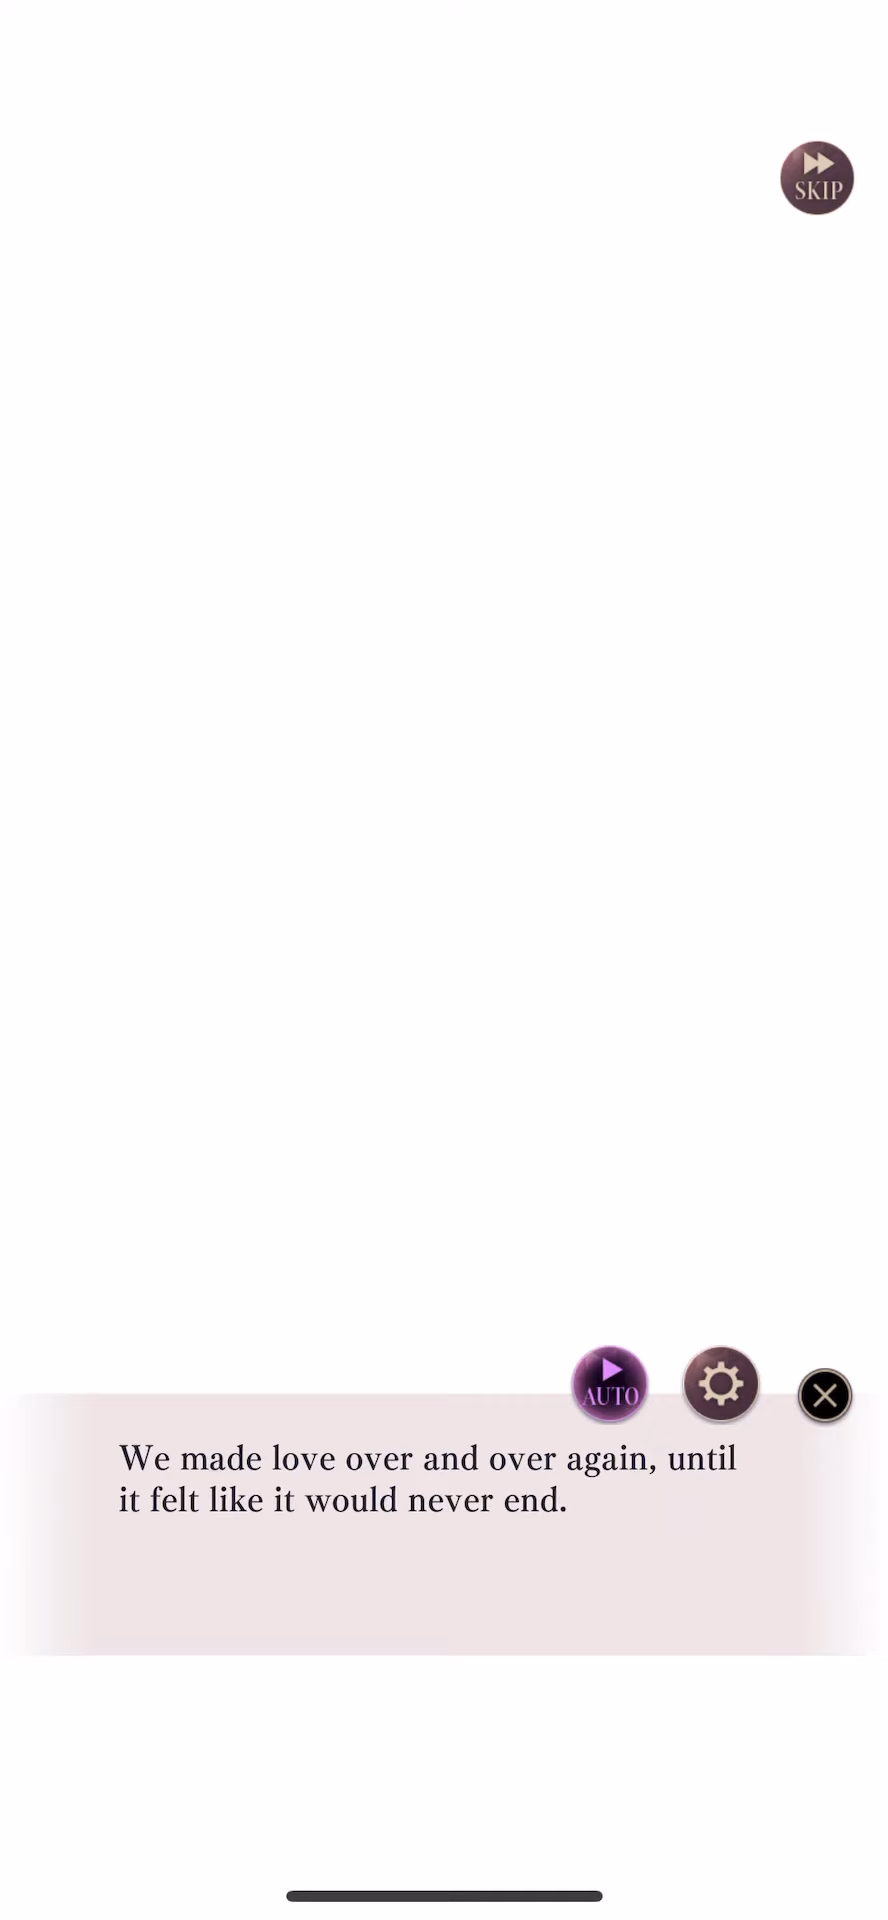 SKIP
AUTO
We made love over and over again, until
it felt like it would never end.